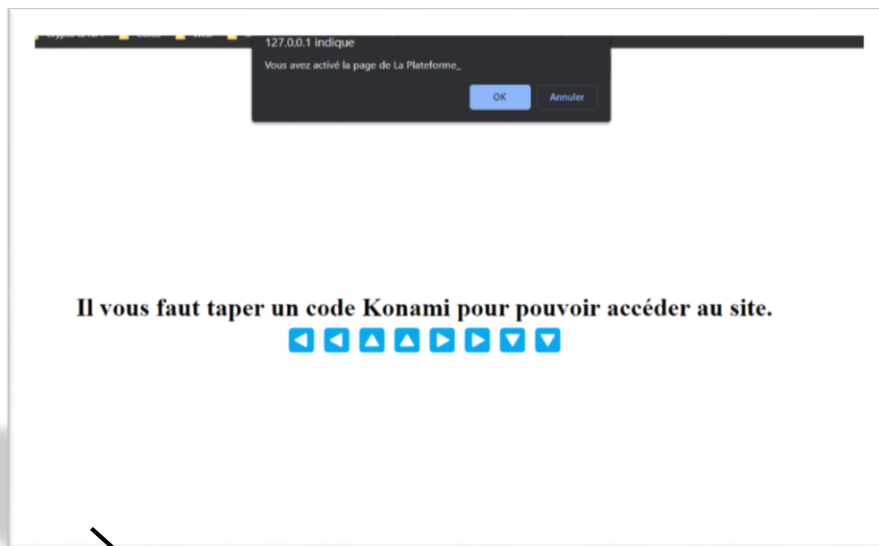 127.0.0.1 indique
Vous avez activé la page de La Plateforme_
OK Annuler
Il vous faut taper un code Konami pour pouvoir accéder au site.